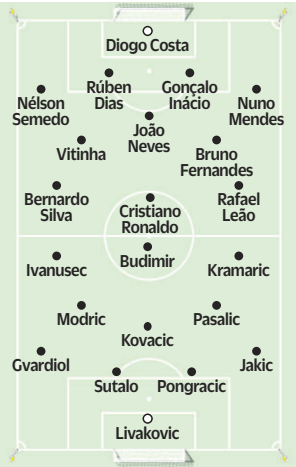 Diogo Costa
Rúben
Dias
Gonçalo
Inácio
Nélson
Semedo
Nuno
Mendes
João
Neves
Vitinha
Bruno
Fernandes
Bernardo
Silva
Cristiano
Ronaldo
Rafael
Leão
Budimir
Ivanusec
Kramaric
Modric
Pasalic
Kovacic
Gvardiol
Jakic
Sutalo
Pongracic
Livakovic